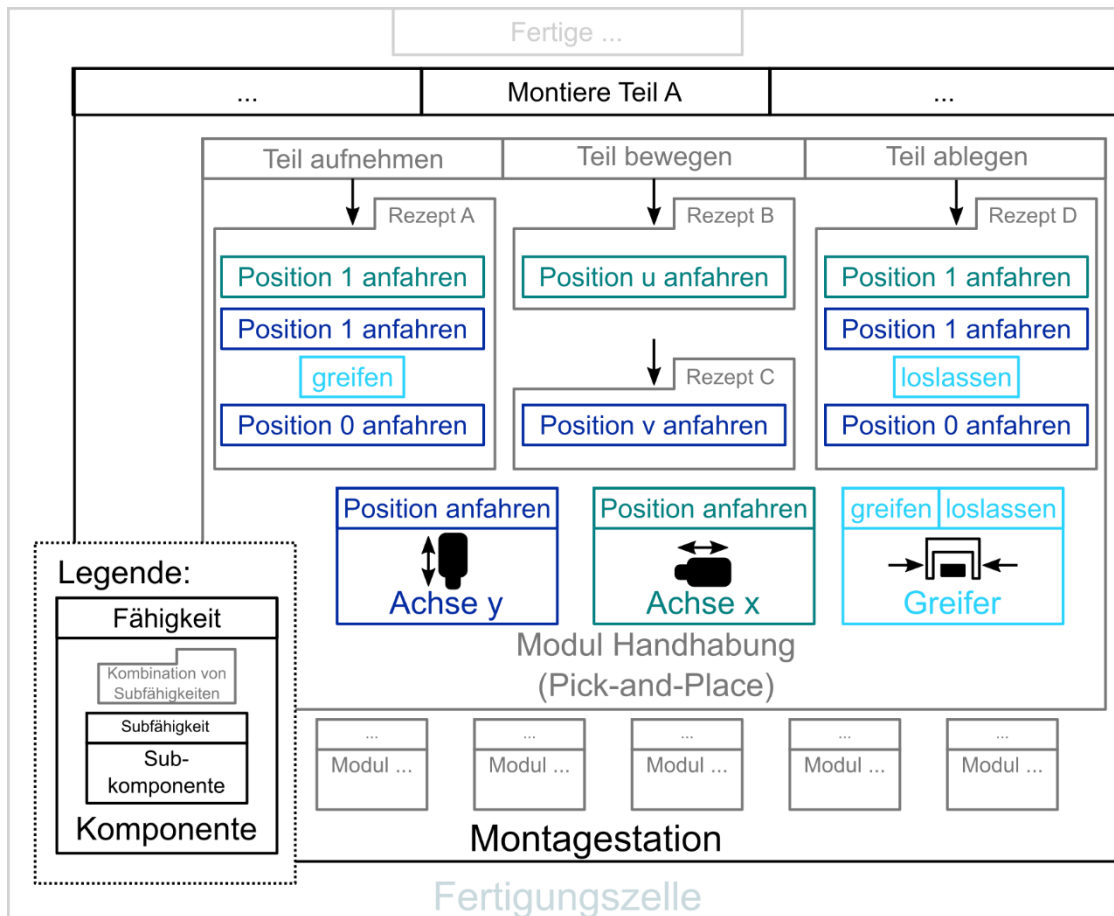 Fertige ...
...
Montiere Teil A
...
Teil aufnehmen
Teil bewegen
Teil ablegen
Rezept A
Position 1 anfahren
Position 1 anfahren
greifen
Position 0 anfahren
Rezept B
Position u anfahren
Rezept C
Position v anfahren
Rezept D
Position 1 anfahren
Position 1 anfahren
loslassen
Position 0 anfahren
Position anfahren
Achse y
Position anfahren
Achse x
greifen
loslassen
Greifer
Modul Handhabung
(Pick-and-Place)
...
Modul ...
...
Modul ...
...
Modul ...
...
Modul ...
...
Modul ...
Montagestation
Fertigungszelle
Legende:
Fähigkeit
Kombination von
Subfähigkeiten
Subfähigkeit
Sub-
komponente
Komponente